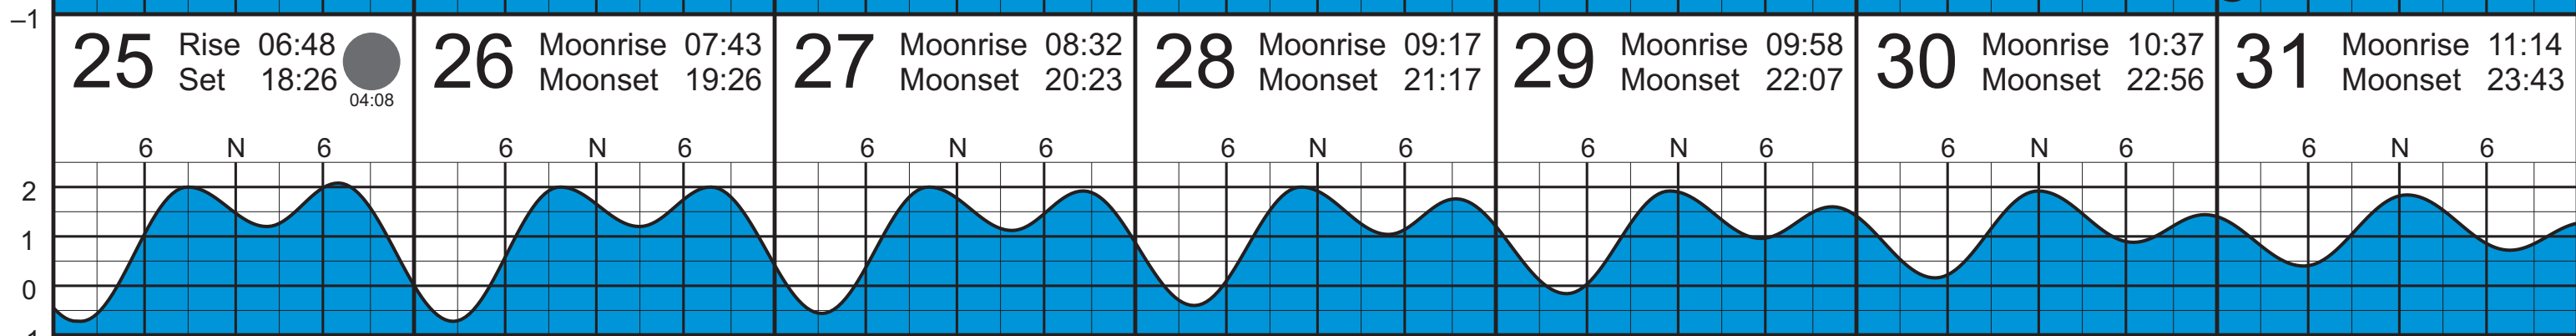 –1
25 Rise 06:48
Set 18:26
04:08
26 Moonrise 07:43
Moonset 19:26
27 Moonrise 08:32
Moonset 20:23
28 Moonrise 09:17
Moonset 21:17
29 Moonrise 09:58
Moonset 22:07
30 Moonrise 10:37
Moonset 22:56
31 Moonrise 11:14
Moonset 23:43
6 N 6 6 N 6 6 N 6 6 N 6 6 N 6 6 N 6 6 N 6
2
1
0